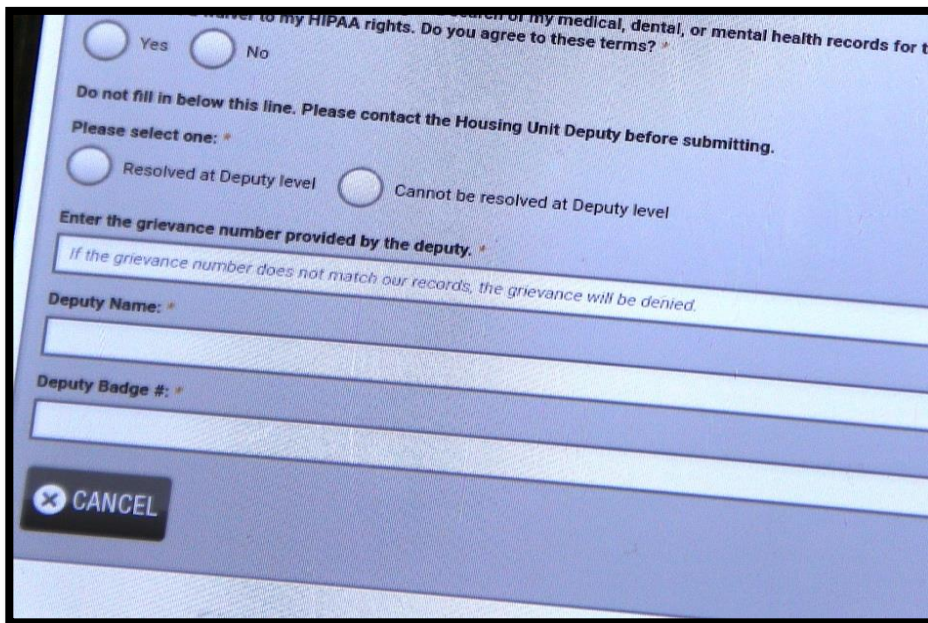 of my medical, dental, or mental health records for
to my HIPAA rights. Do you agree to these terms? *
Yes No
Do not fill in below this line. Please contact the Housing Unit Deputy before submitting.
Please select one: *
Resolved at Deputy level Cannot be resolved at Deputy level
Enter the grievance number provided by the deputy. *
If the grievance number does not match our records, the grievance will be denied.
Deputy Name: *
Deputy Badge #: *
CANCEL